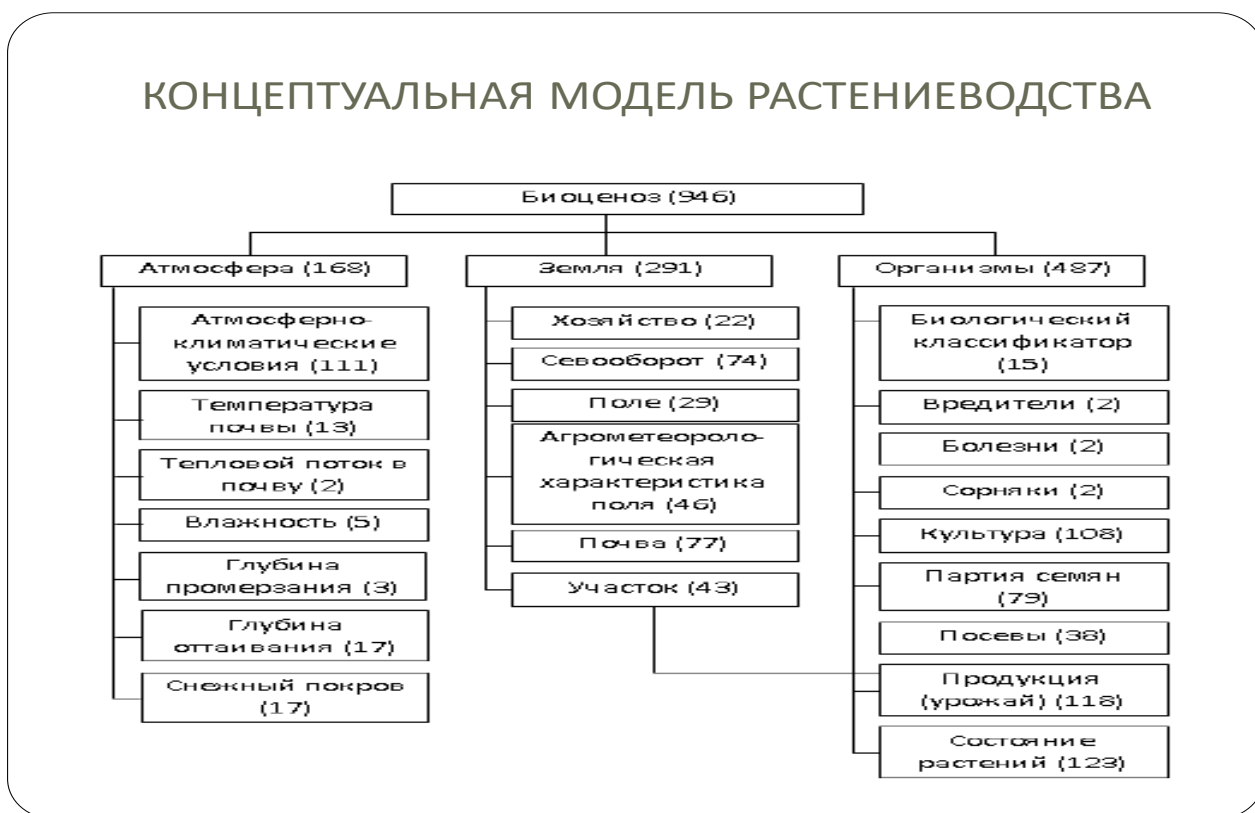 КОНЦЕПТУАЛЬНАЯ МОДЕЛЬ РАСТЕНИЕВОДСТВА
Биоценоз (946)
Атмосфера (168)
Атмосферно-
климатические
условия (111)
Температура
почвы (13)
Тепловой поток в
почву (2)
Влажность (5)
Глубина
промерзания (3)
Глубина
оттаивания (17)
Снежный покров
(17)
Земля (291)
Хозяйство (22)
Севооборот (74)
Поле (29)
Агрометеороло-
гическая
характеристика
поля (46)
Почва (77)
Участок (43)
Организмы (487)
Биологический
классификатор
(15)
Вредители (2)
Болезни (2)
Сорняки (2)
Культура (108)
Партия семян
(79)
Посевы (38)
Продукция
(урожай) (118)
Состояние
растений (123)